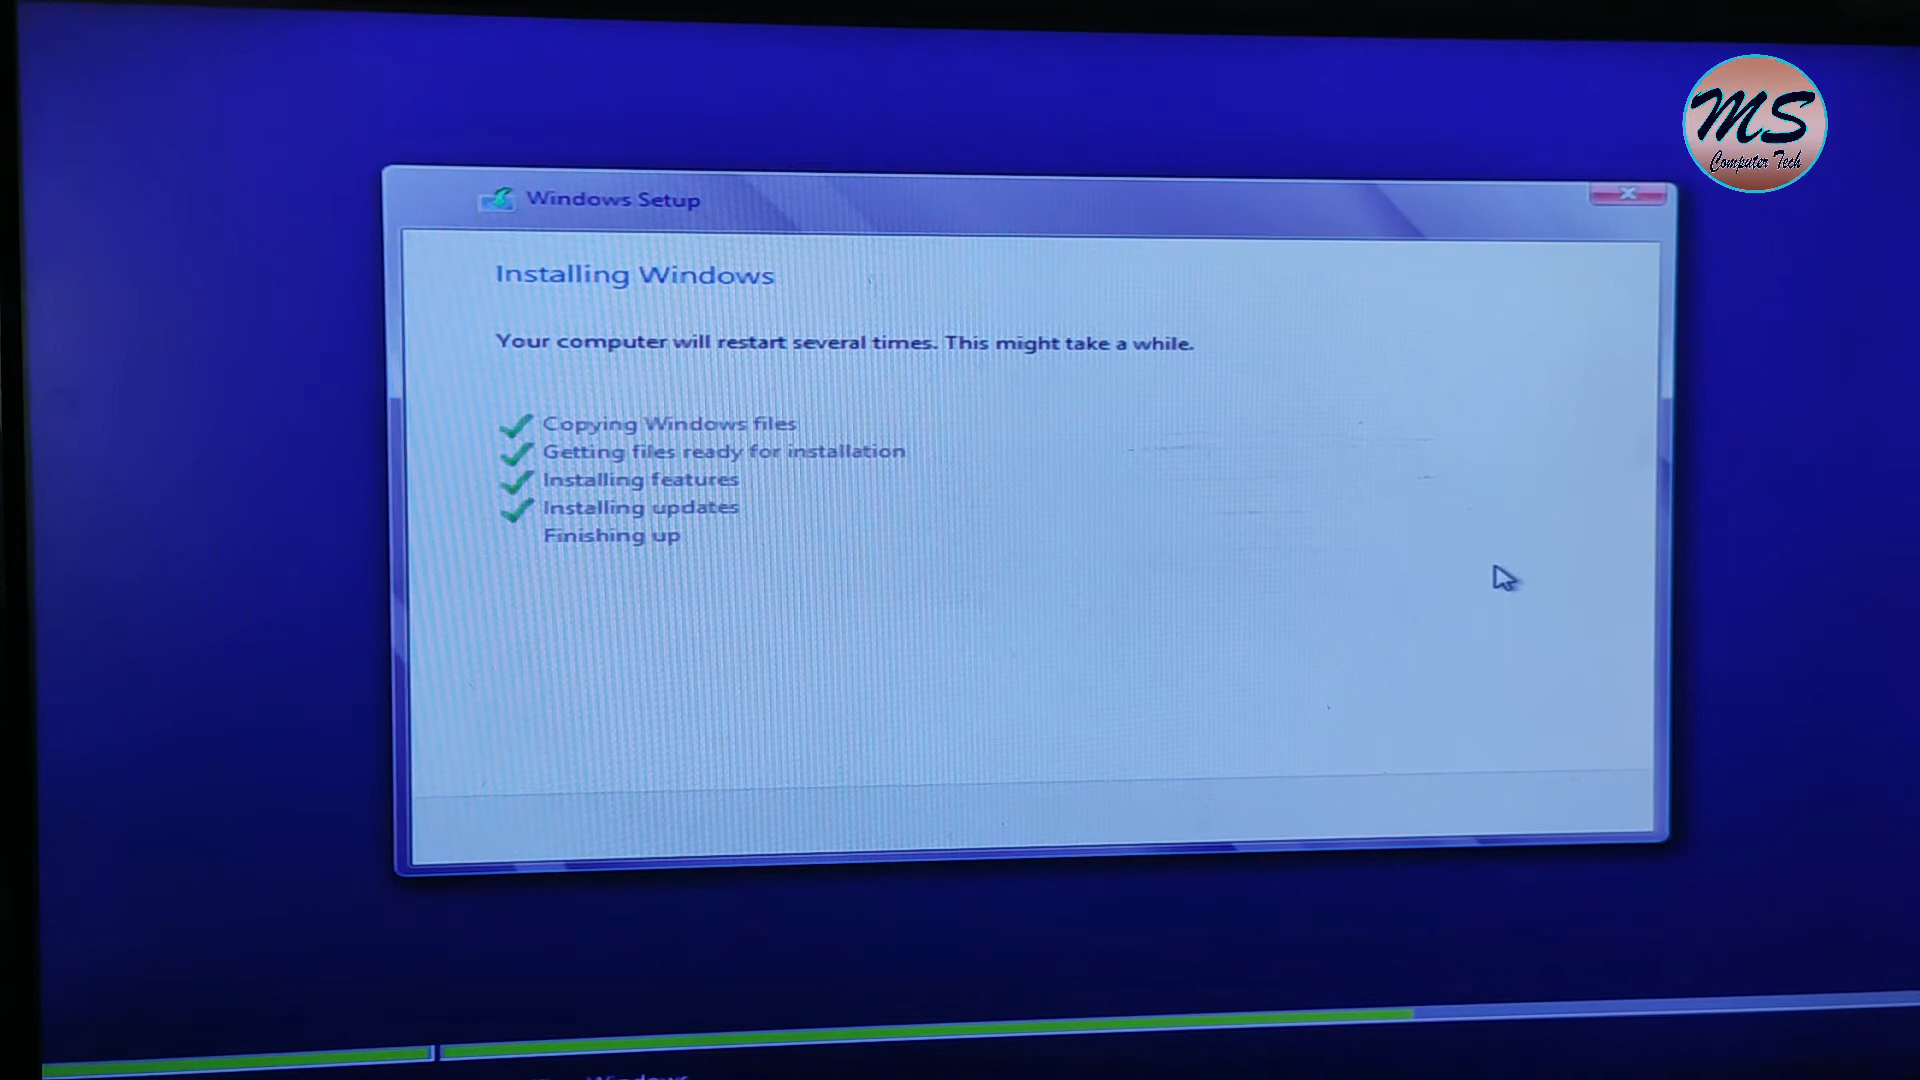 MS
Computer Tech
Windows Setup
Installing Windows
Your computer will restart several times. This might take a while.
Copying Windows files
Getting files ready for installation
Installing features
Installing updates
Finishing up